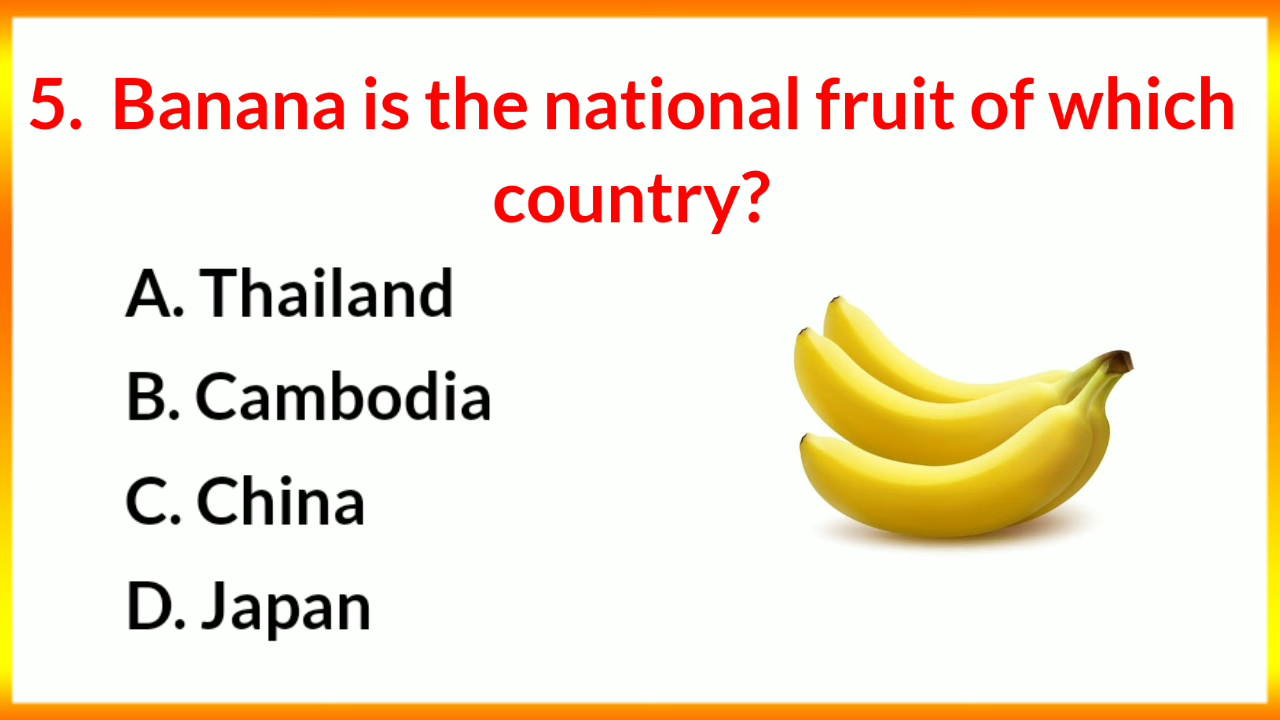 5. Banana is the national fruit of which
country?
A. Thailand
B. Cambodia
C. China
D. Japan